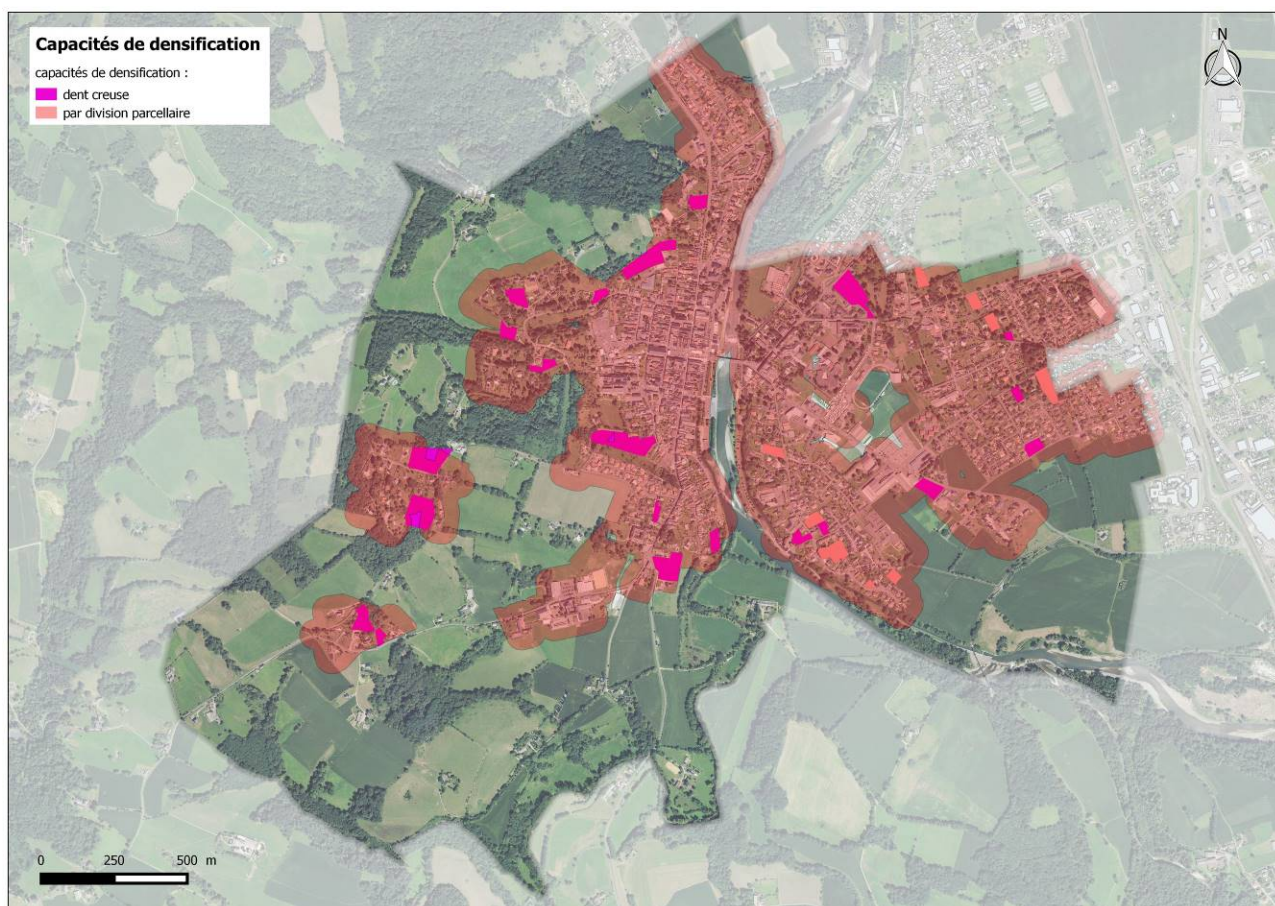 Capacités de densification
capacités de densification :
dent creuse
par division parcellaire
N
0 250 500 m